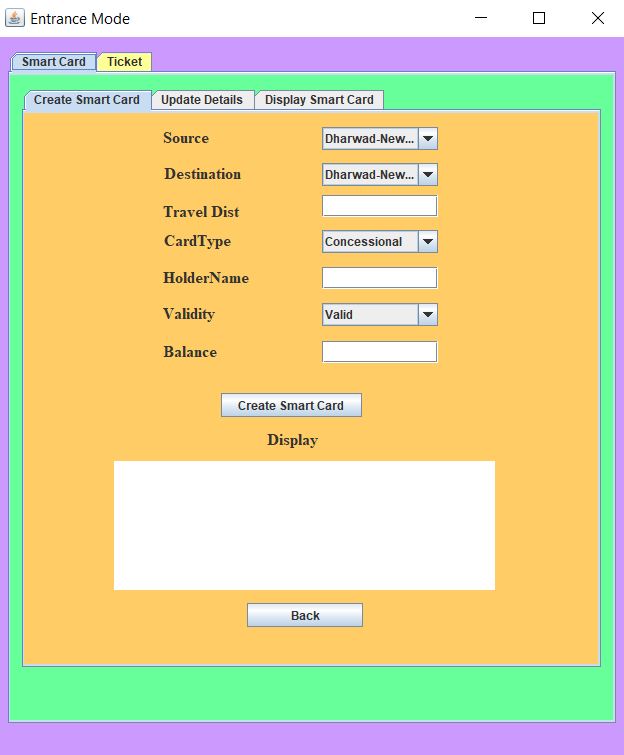 Entrance Mode
Smart Card Ticket
Create Smart Card Update Details Display Smart Card
Source Dharwad-New...
Destination Dharwad-New...
Travel Dist
CardType Concessional
HolderName
Validity Valid
Balance
Create Smart Card
Display
Back